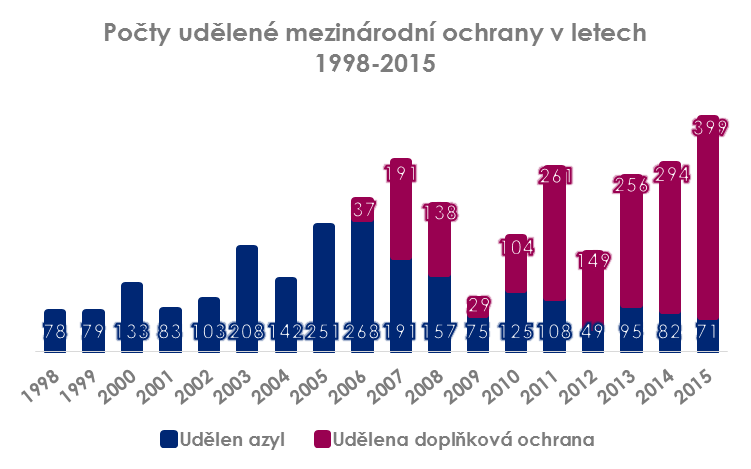 Počty udělené mezinárodní ochrany v letech
1998-2015
399
191
261
294
256
37
138
104
149
29
78 79 133 83 103 208 142 251 268 191 157 75 125 108 49 95 82 71
1998 1999 2000 2001 2002 2003 2004 2005 2006 2007 2008 2009 2010 2011 2012 2013 2014 2015
Udělen azyl Udělena doplňková ochrana